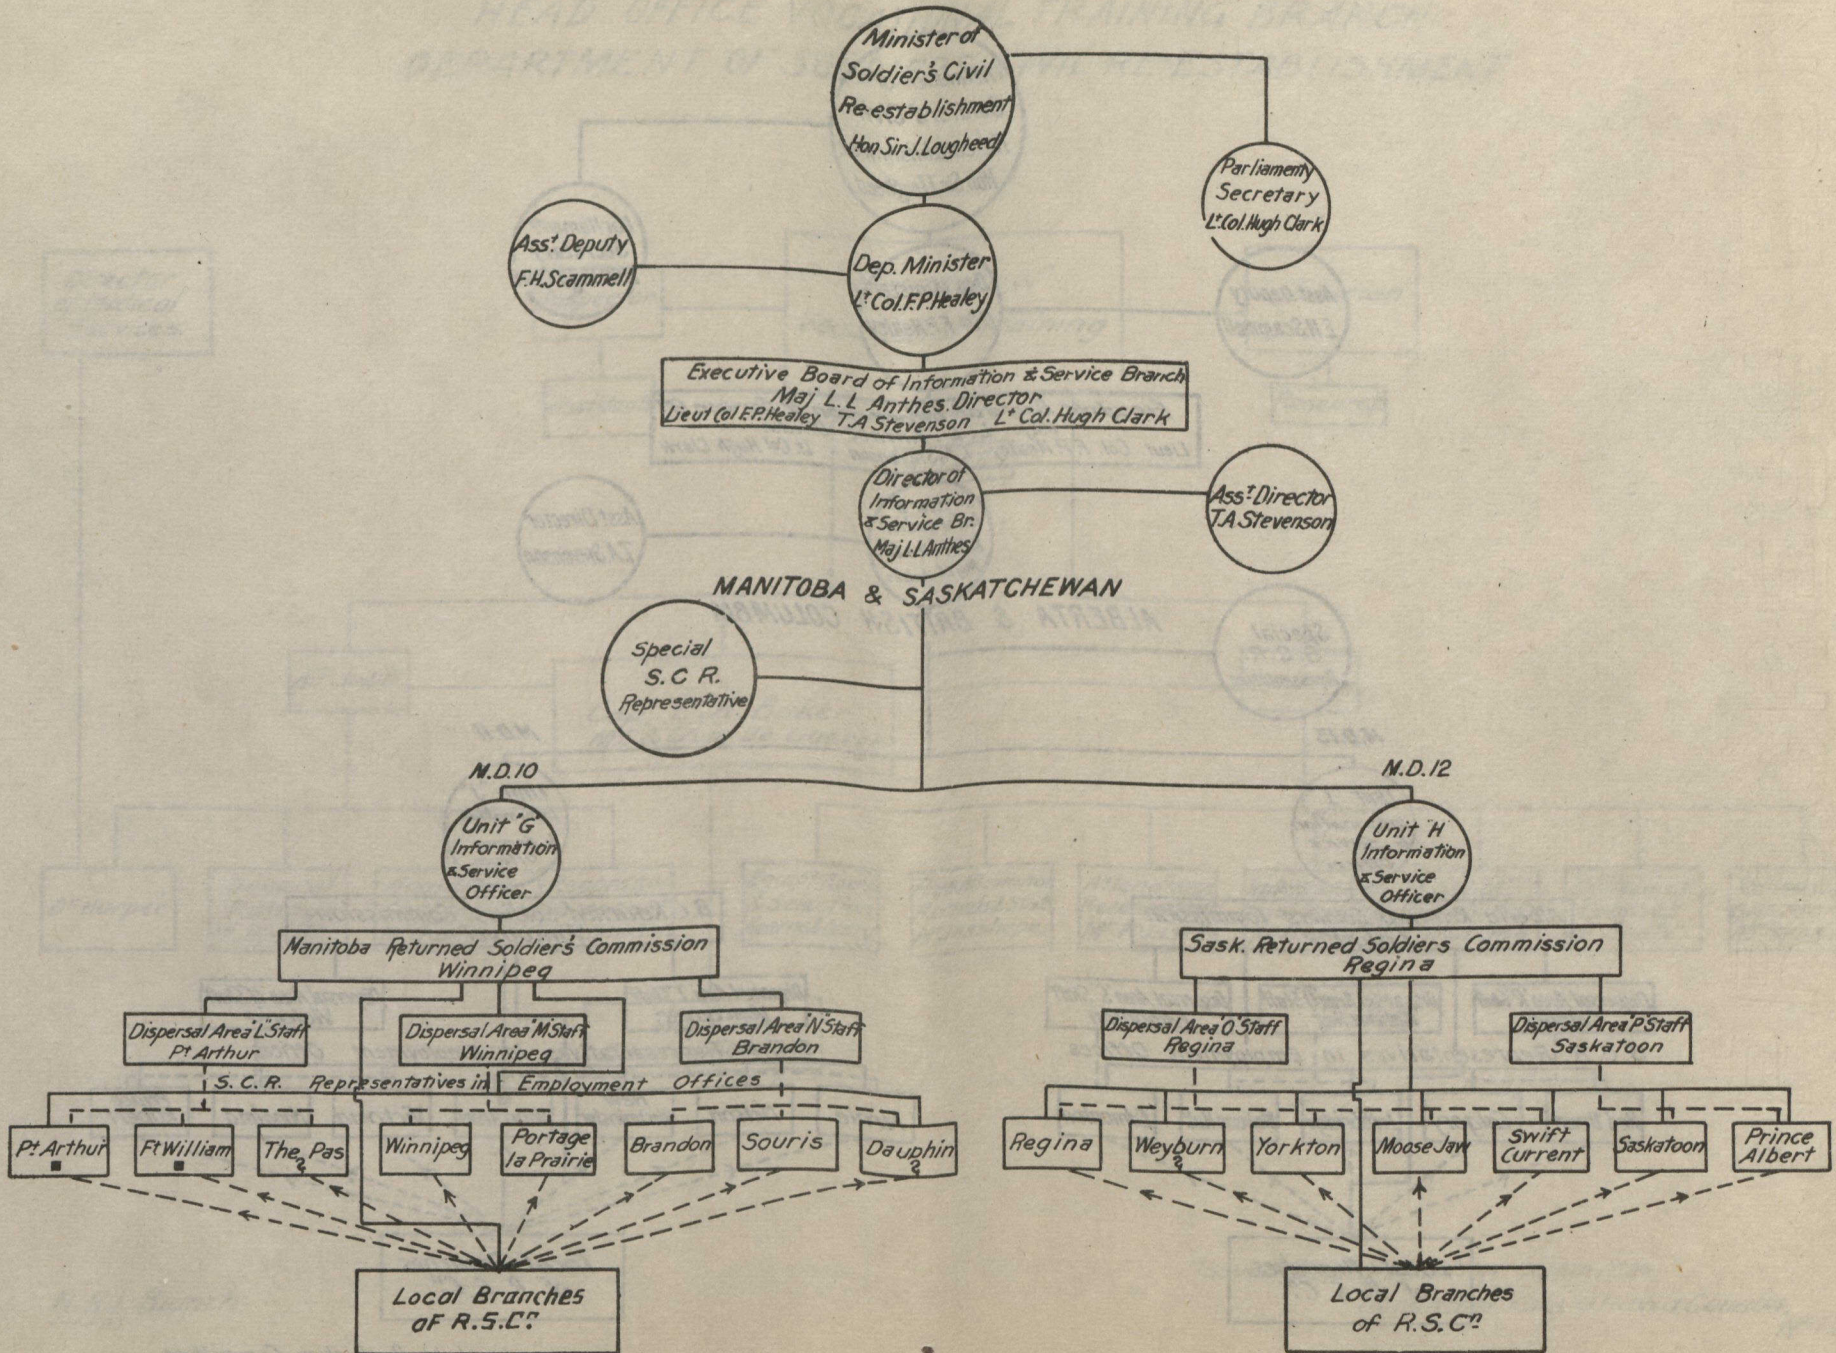 Minister of
Soldier's Civil
Re-establishment
Hon Sir J. Lougheed
Parliamenty
Secretary
Lt Col. Hugh Clark
Asst Deputy
F.H. Scammell
Dep. Minister
Lt Col. F.P. Healey
Executive Board of Information & Service Branch
Maj L.L Anthes. Director
Lieut Col F.P. Healey T.A Stevenson Lt Col. Hugh Clark
Director of
Information
& Service Br.
Maj L.L Anthes
Asst Director
T.A Stevenson
MANITOBA & SASKATCHEWAN
Special
S.C R.
Representative
M.D.10
M.D.12
Unit "G"
Information
& Service
Officer
Unit "H"
Information
& Service
Officer
Manitoba Returned Soldier's Commission
Winnipeg
Sask. Returned Soldiers Commission
Regina
Dispersal Area "L" Staff
Pt Arthur
Dispersal Area "M" Staff
Winnipeg
Dispersal Area "N" Staff
Brandon
Dispersal Area "O" Staff
Regina
Dispersal Area "P" Staff
Saskatoon
S.C.R. Representatives in Employment Offices
Pt Arthur
Ft William
The Pas
?
Winnipeg
Portage
la Prairie
Brandon
Souris
Dauphin
?
Regina
Weyburn
?
Yorkton
Moose Jaw
Swift
Current
Saskatoon
Prince
Albert
Local Branches
of R.S.Cn
Local Branches
of R.S.Cn